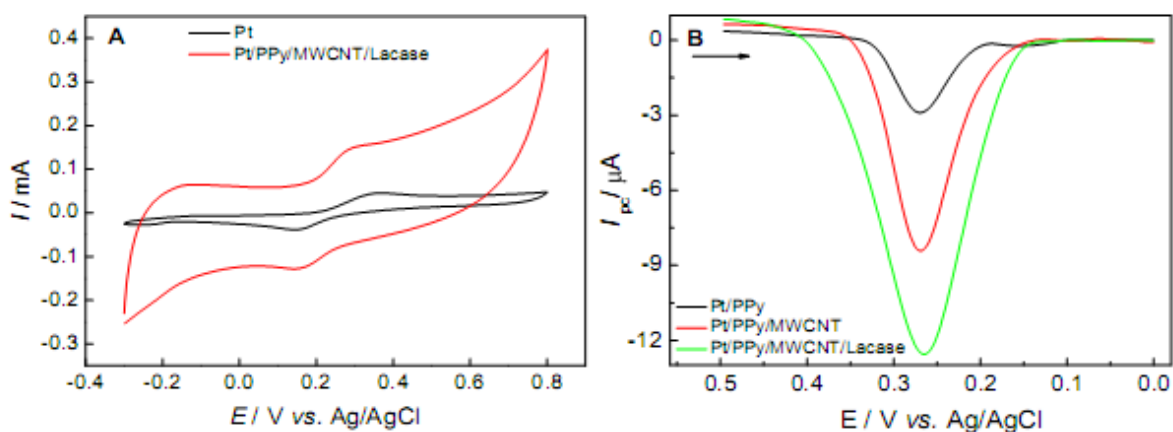 A
Pt
Pt/PPy/MWCNT/Lacase
0.4
0.3
0.2
0.1
0.0
-0.1
-0.2
-0.3
I / mA
-0.4
-0.2
0.0
0.2
0.4
0.6
0.8
E / V vs. Ag/AgCl
B
0
-3
-6
-9
-12
I pc / μA
Pt/PPy
Pt/PPy/MWCNT
Pt/PPy/MWCNT/Lacase
0.5
0.4
0.3
0.2
0.1
0.0
E / V vs. Ag/AgCl